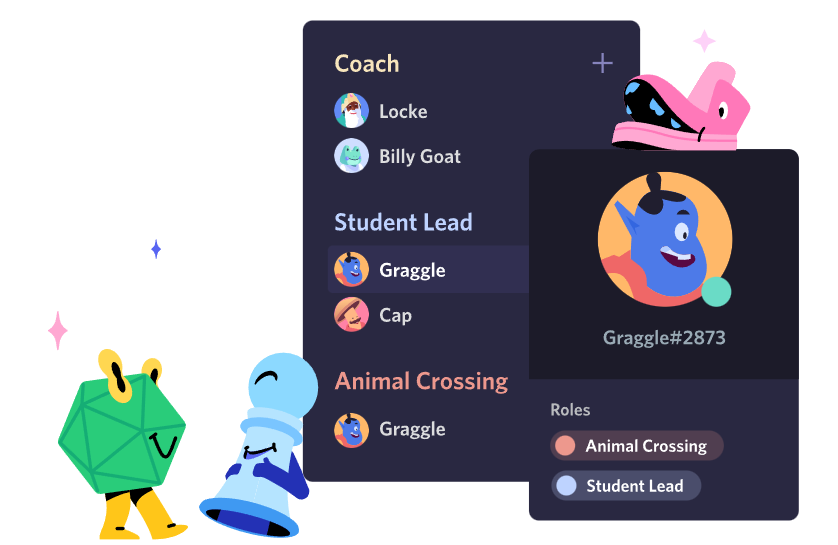 Coach
Locke
Billy Goat
Student Lead
Graggle
Cap
Animal Crossing
Graggle
Graggle#2873
Roles
Animal Crossing
Student Lead